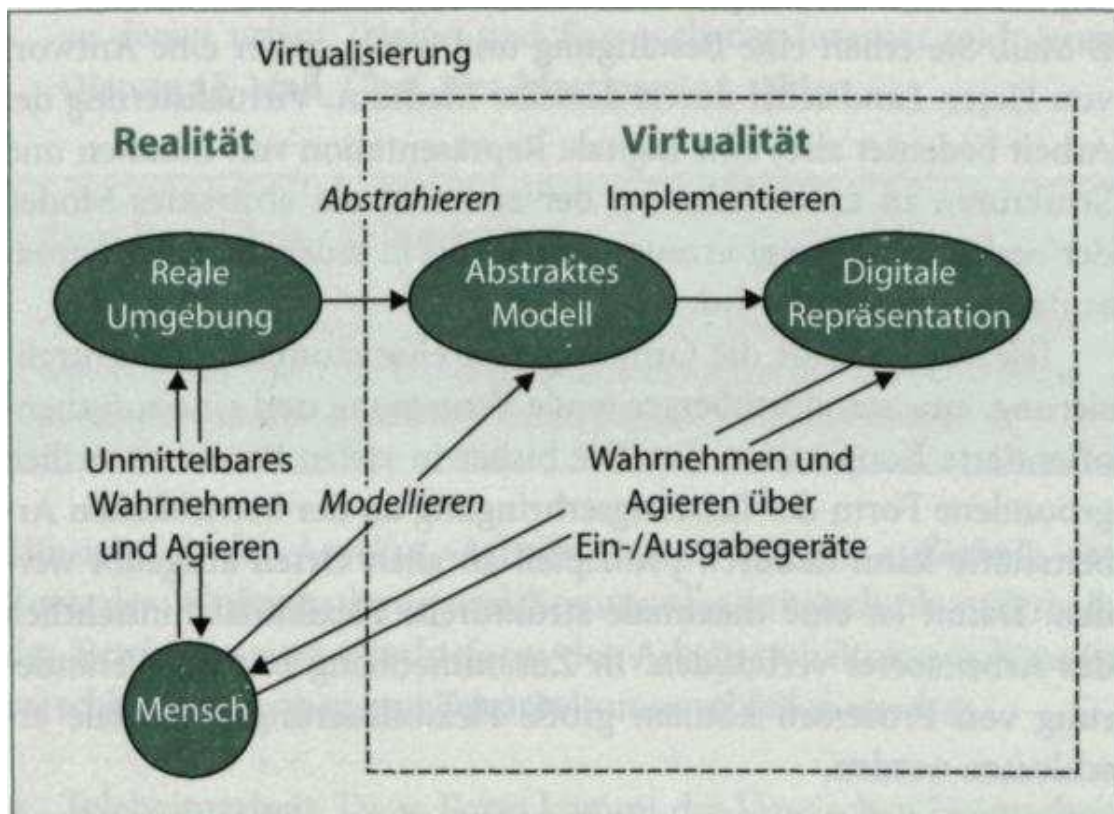 Virtualisierung
Realität
Virtualität
Abstrahieren
Implementieren
Reale
Umgebung
Abstraktes
Modell
Digitale
Repräsentation
Unmittelbares
Wahrnehmen
und Agieren
Modellieren
Wahrnehmen und
Agieren über
Ein-/Ausgabegeräte
Mensch